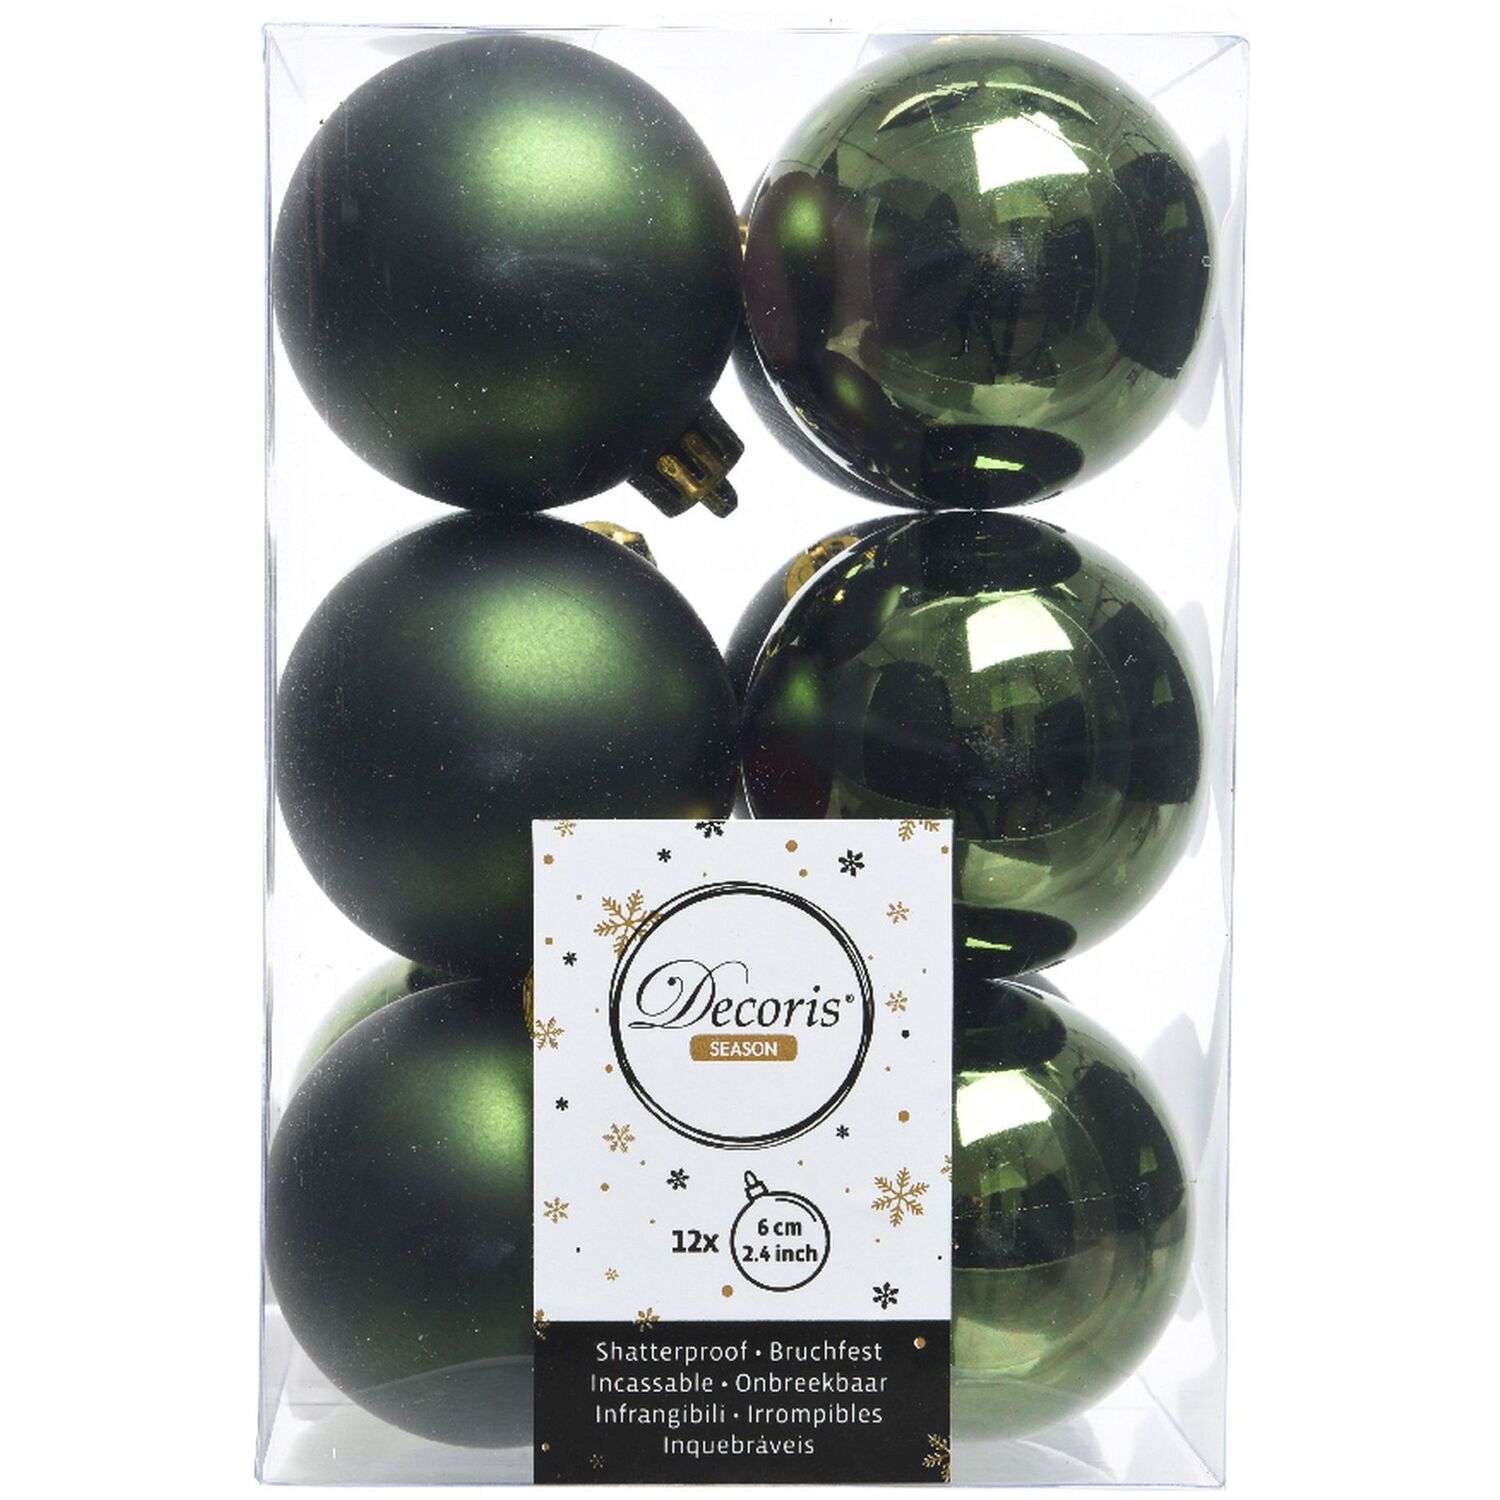 Decoris®
SEASON
12x
6 cm
2.4 inch
Shatterproof • Bruchfest
Incassable • Onbreekbaar
Infrangibili • Irrompibles
Inquebráveis